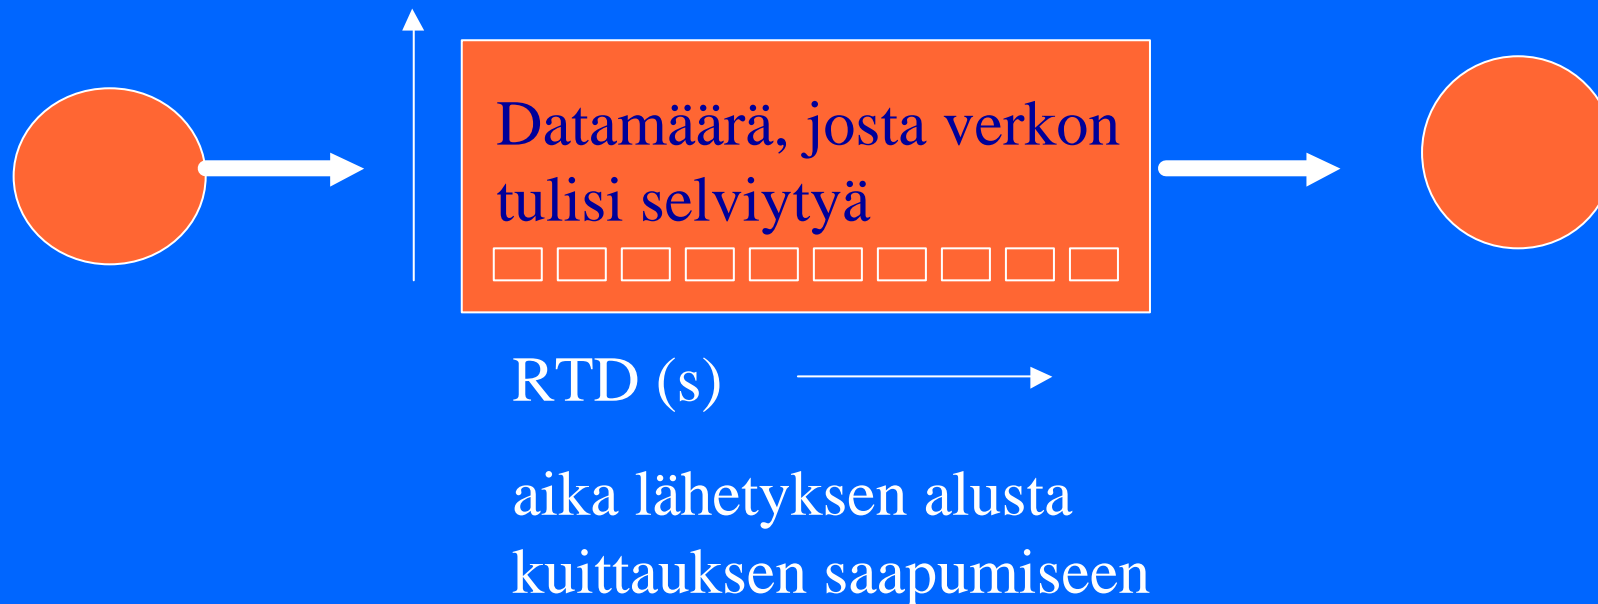 Datamäärä, josta verkon
tulisi selviytyä
RTD (s)
aika lähetyksen alusta
kuittauksen saapumiseen